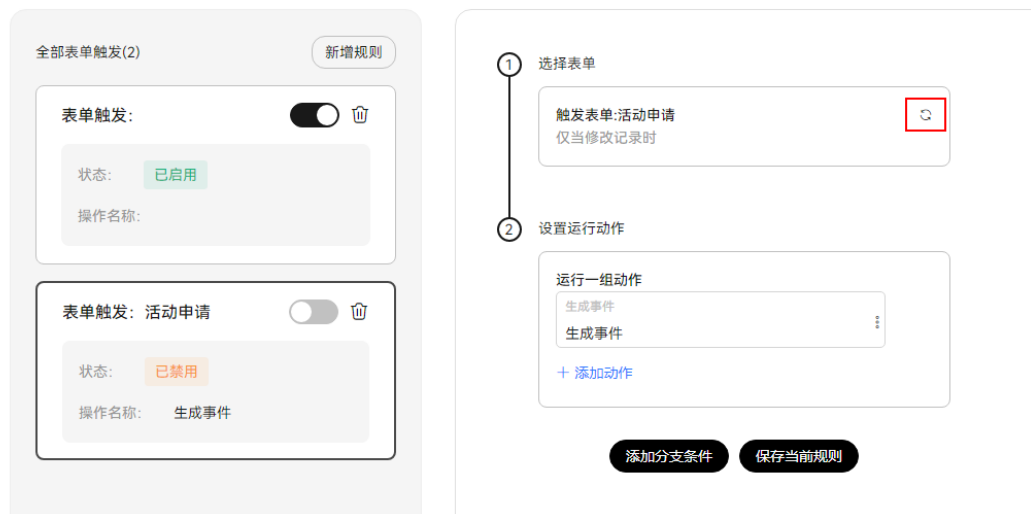 全部表单触发(2)
新增规则
表单触发:
状态:
已启用
操作名称:
表单触发: 活动申请
状态:
已禁用
操作名称:
生成事件
1
选择表单
触发表单:活动申请
仅当修改记录时
2
设置运行动作
运行一组动作
生成事件
生成事件
+ 添加动作
添加分支条件
保存当前规则